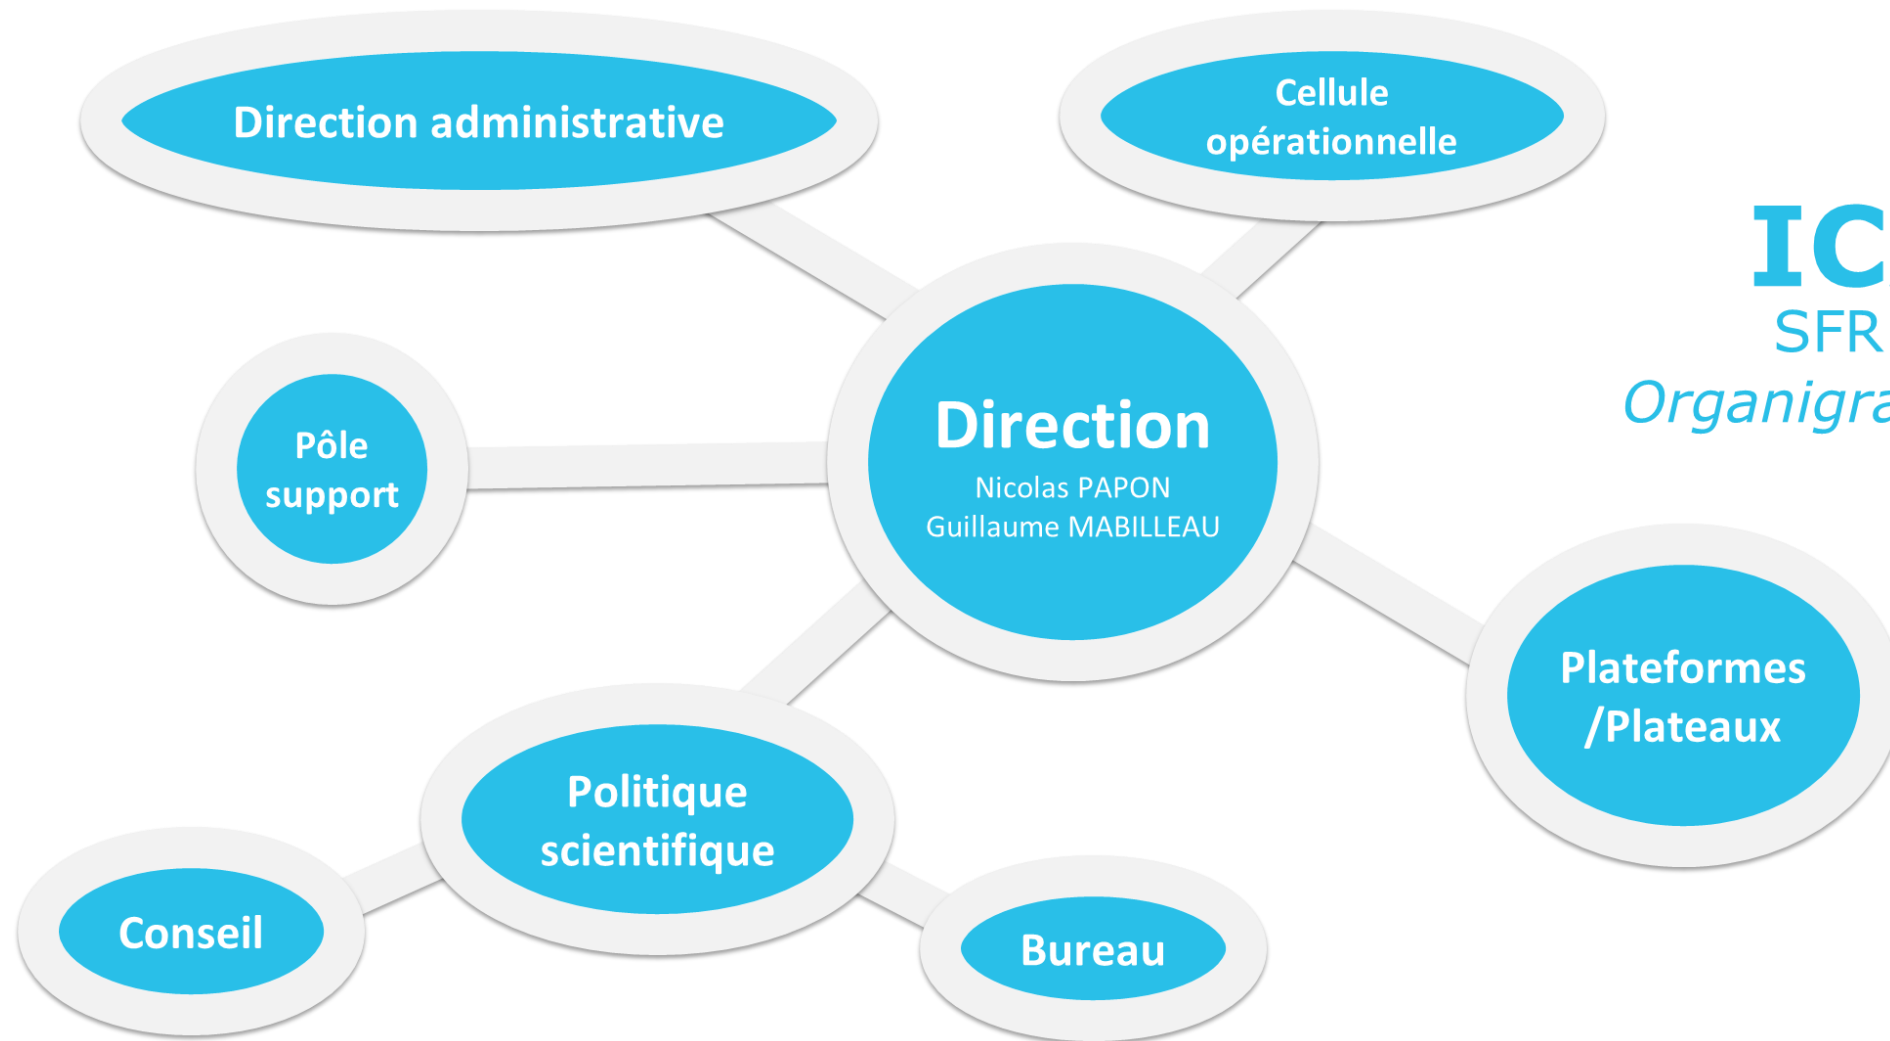 Direction administrative
Cellule
opérationnelle
IC
SFR
Organigra
Direction
Nicolas PAPON
Guillaume MABILLEAU
Pôle
support
Plateformes
/Plateaux
Politique
scientifique
Conseil
Bureau